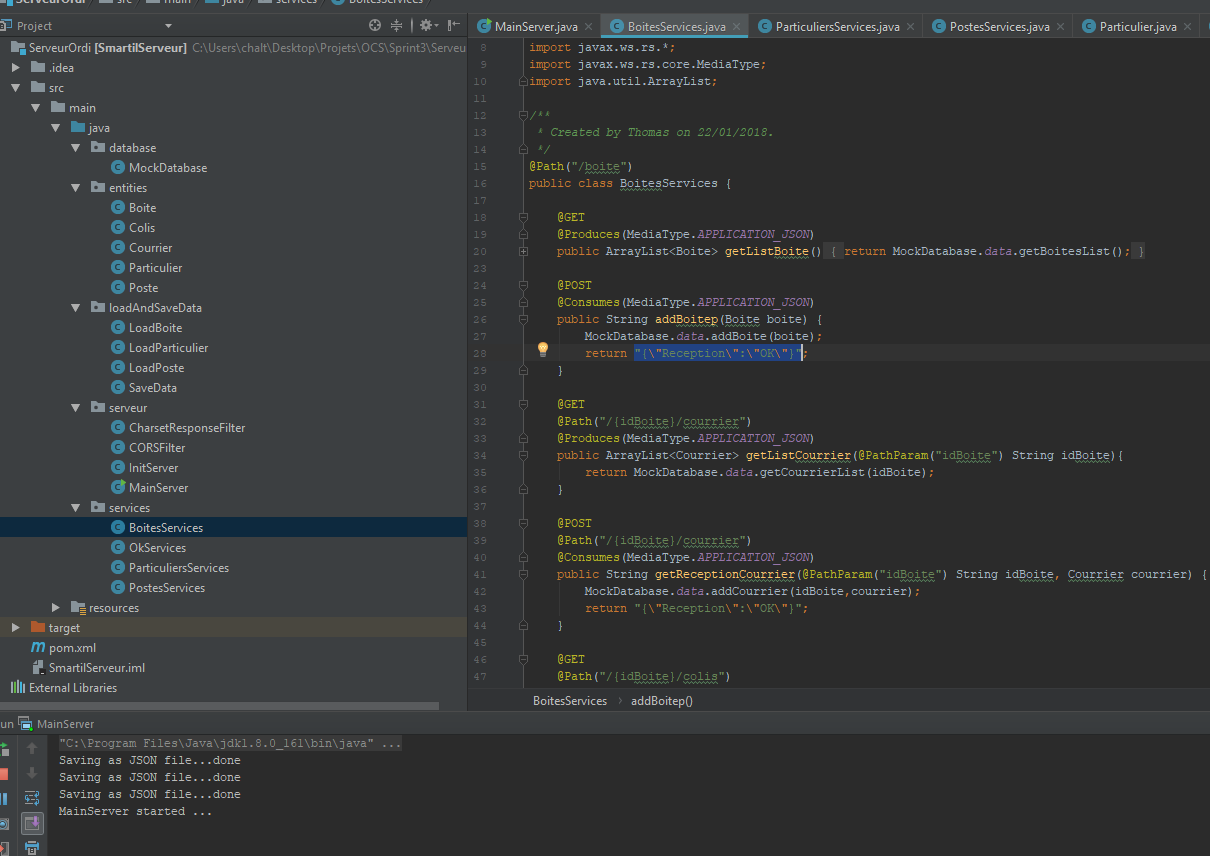 ServeurOrdi src main java services BoitesServices
Project
MainServer.java BoitesServices.java ParticuliersServices.java PostesServices.java Particulier.java
ServeurOrdi [SmartilServeur] C:\Users\chalt\Desktop\Projets\OCS\Sprint3\Serveu
.idea
src
main
java
database
MockDatabase
entities
Boite
Colis
Courrier
Particulier
Poste
loadAndSaveData
LoadBoite
LoadParticulier
LoadPoste
SaveData
serveur
CharsetResponseFilter
CORSFilter
InitServer
MainServer
services
BoitesServices
OkServices
ParticuliersServices
PostesServices
resources
target
pom.xml
SmartilServeur.iml
External Libraries
8 import javax.ws.rs.*;
9 import javax.ws.rs.core.MediaType;
10 import java.util.ArrayList;
11
12 /**
13 * Created by Thomas on 22/01/2018.
14 */
15 @Path("/boite")
16 public class BoitesServices {
17
18 @GET
19 @Produces(MediaType.APPLICATION_JSON)
20 public ArrayList<Boite> getListBoite() { return MockDatabase.data.getBoitesList(); }
23
24 @POST
25 @Consumes(MediaType.APPLICATION_JSON)
26 public String addBoitep(Boite boite) {
27 MockDatabase.data.addBoite(boite);
28 return "{\"Reception\":\"OK\"}";
29 }
30
31 @GET
32 @Path("/{idBoite}/courrier")
33 @Produces(MediaType.APPLICATION_JSON)
34 public ArrayList<Courrier> getListCourrier(@PathParam("idBoite") String idBoite){
35 return MockDatabase.data.getCourrierList(idBoite);
36 }
37
38 @POST
39 @Path("/{idBoite}/courrier")
40 @Consumes(MediaType.APPLICATION_JSON)
41 public String getReceptionCourrier(@PathParam("idBoite") String idBoite, Courrier courrier) {
42 MockDatabase.data.addCourrier(idBoite,courrier);
43 return "{\"Reception\":\"OK\"}";
44 }
45
46 @GET
47 @Path("/{idBoite}/colis")
BoitesServices addBoitep()
un MainServer
"C:\Program Files\Java\jdk1.8.0_161\bin\java" ...
Saving as JSON file...done
Saving as JSON file...done
Saving as JSON file...done
MainServer started ...